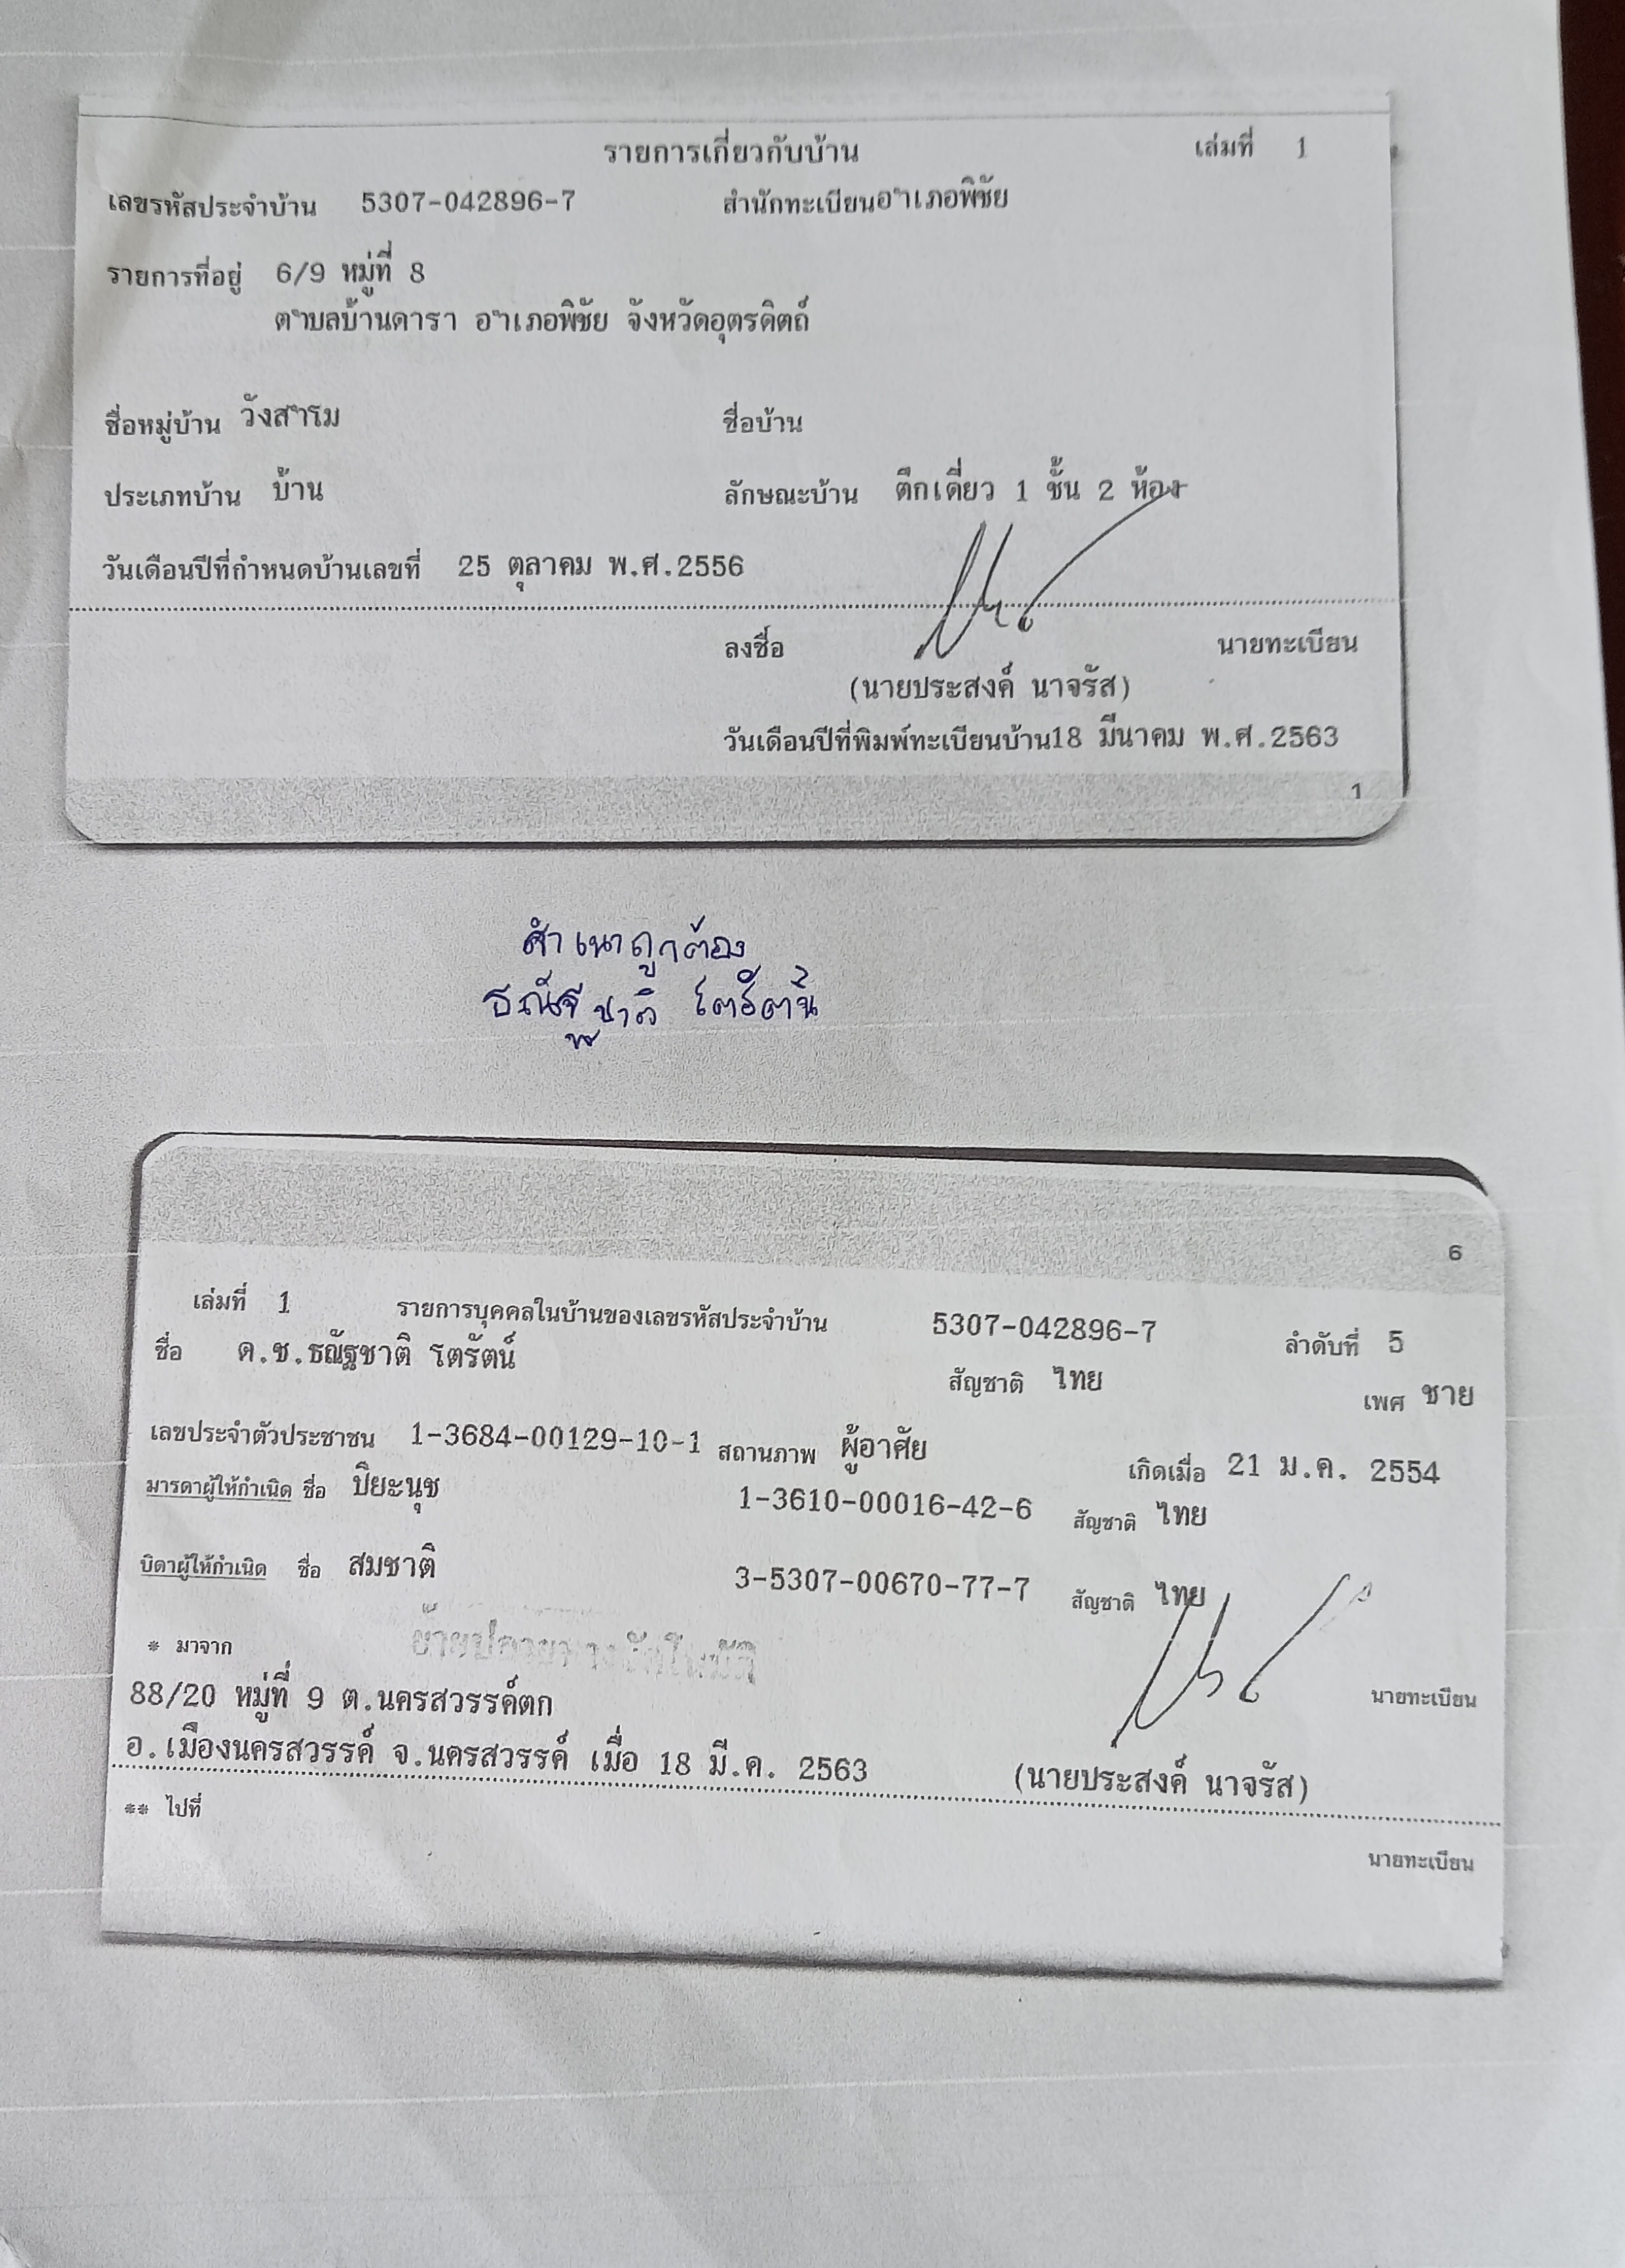 รายการเกี่ยวกับบ้าน เล่มที่ 1
เลขรหัสประจำบ้าน 5307-042896-7 สำนักทะเบียนอำเภอพิชัย
รายการที่อยู่ 6/9 หมู่ที่ 8
ตำบลบ้านดารา อำเภอพิชัย จังหวัดอุตรดิตถ์
ชื่อหมู่บ้าน วังสำโม ชื่อบ้าน
ประเภทบ้าน บ้าน ลักษณะบ้าน ตึกเดี่ยว 1 ชั้น 2 ห้อง
วันเดือนปีที่กำหนดบ้านเลขที่ 25 ตุลาคม พ.ศ.2556
ลงชื่อ นายทะเบียน
(นายประสงค์ นาจรัส)
วันเดือนปีที่พิมพ์ทะเบียนบ้าน18 มีนาคม พ.ศ.2563
1
สำเนาถูกต้อง
ธณัฐชาติ โตรัตน์
6
เล่มที่ 1 รายการบุคคลในบ้านของเลขรหัสประจำบ้าน 5307-042896-7 ลำดับที่ 5
ชื่อ ด.ช.ธณัฐชาติ โตรัตน์ สัญชาติ ไทย เพศ ชาย
เลขประจำตัวประชาชน 1-3684-00129-10-1 สถานภาพ ผู้อาศัย เกิดเมื่อ 21 ม.ค. 2554
มารดาผู้ให้กำเนิด ชื่อ ปิยะนุช 1-3610-00016-42-6 สัญชาติ ไทย
บิดาผู้ให้กำเนิด ชื่อ สมชาติ 3-5307-00670-77-7 สัญชาติ ไทย
* มาจาก
88/20 หมู่ที่ 9 ต.นครสวรรค์ตก นายทะเบียน
อ.เมืองนครสวรรค์ จ.นครสวรรค์ เมื่อ 18 มี.ค. 2563 (นายประสงค์ นาจรัส)
** ไปที่
นายทะเบียน